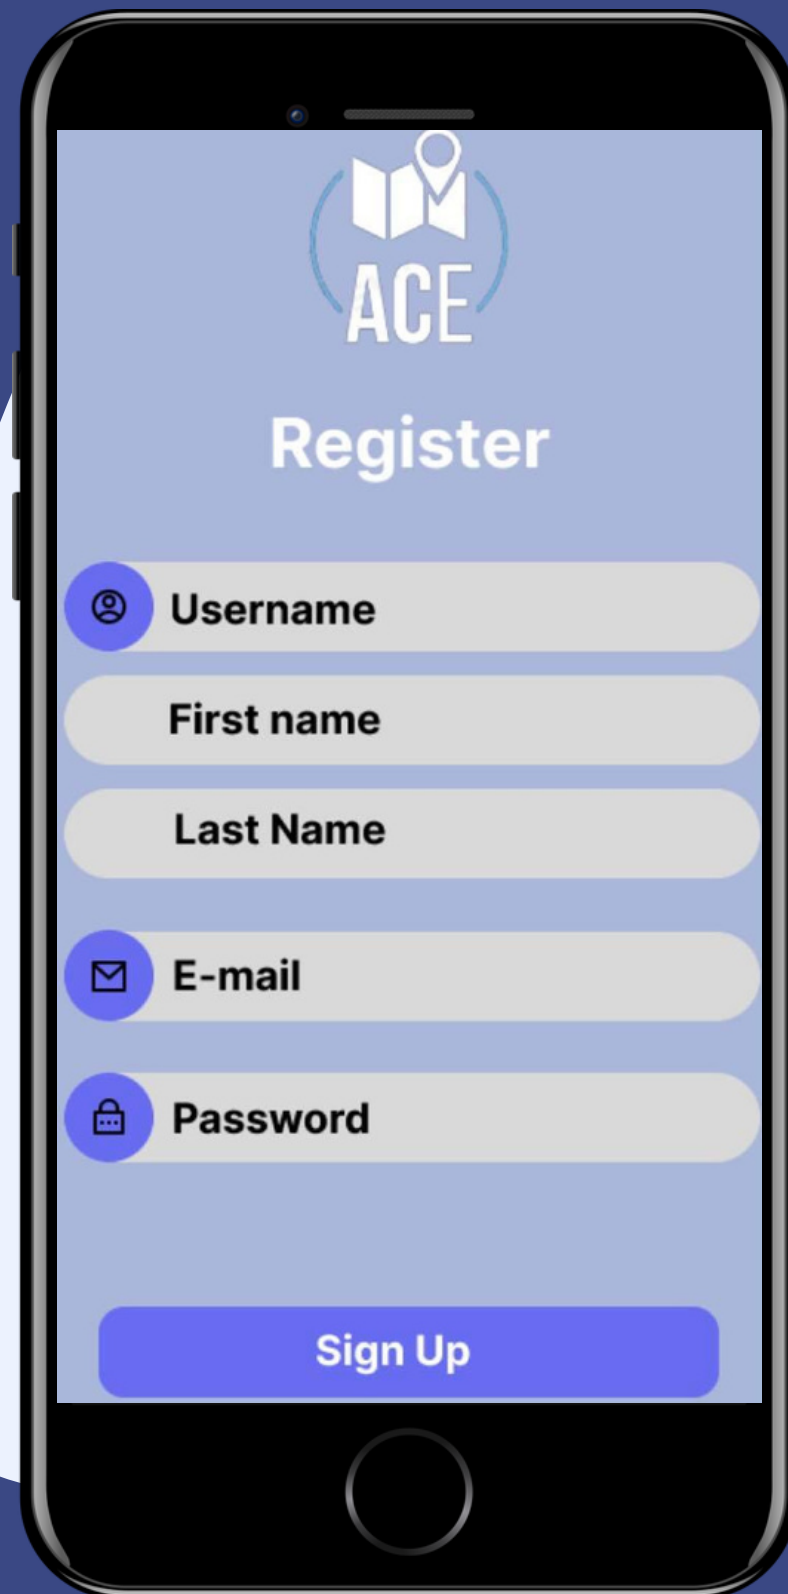 ACE
Register
Username
First name
Last Name
E-mail
Password
Sign Up